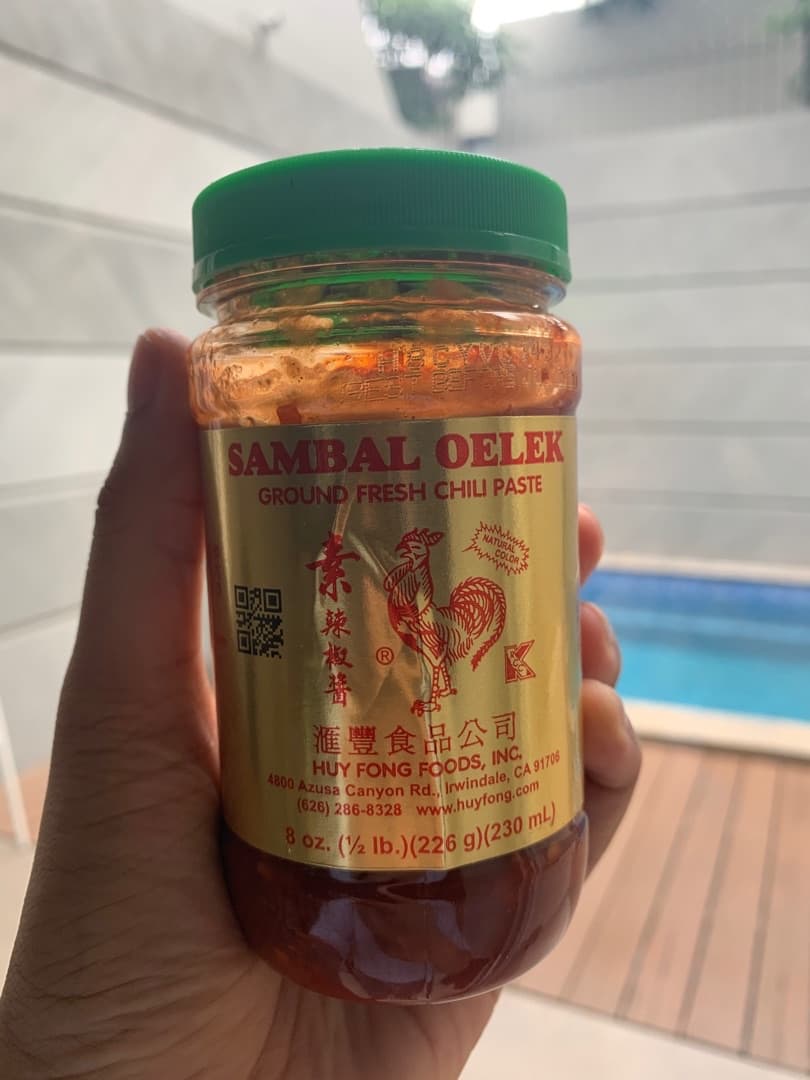 SAMBAL OELEK
GROUND FRESH CHILI PASTE
NATURAL
COLOR
素
辣
椒
醬
®
K
滙豐食品公司
HUY FONG FOODS, INC.
4800 Azusa Canyon Rd., Irwindale, CA 91706
(626) 286-8328 www.huyfong.com
8 oz. (½ lb.)(226 g)(230 mL)